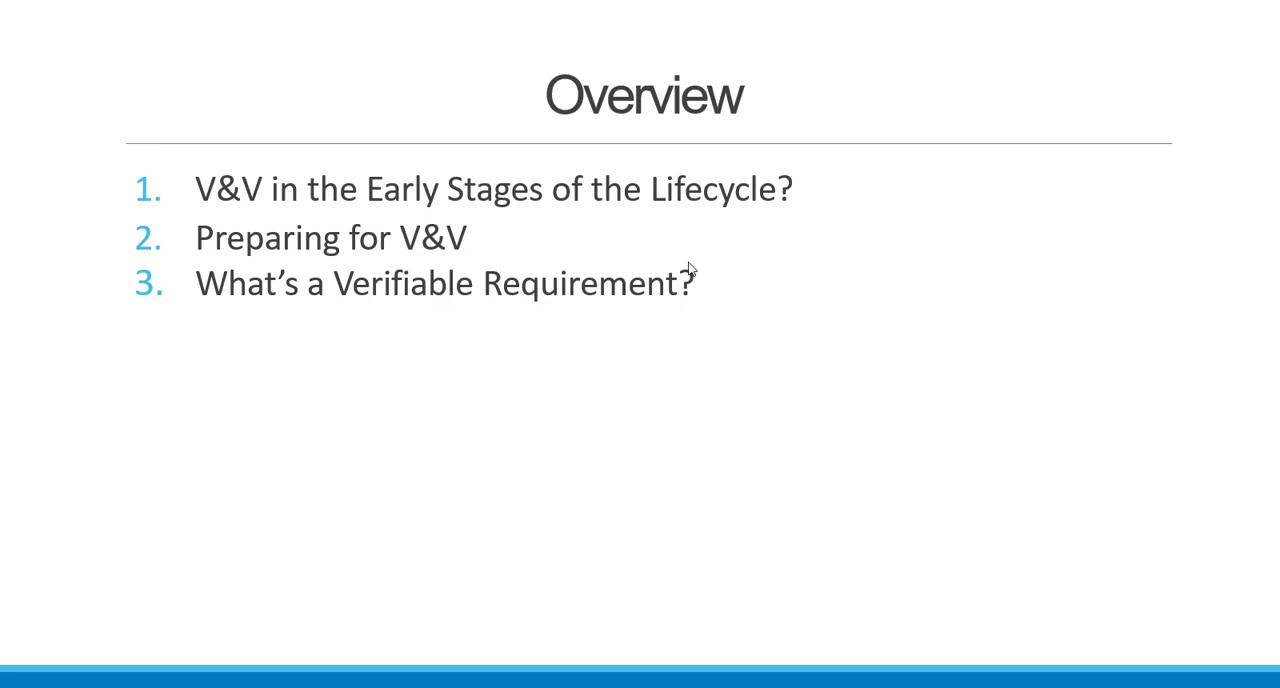 Overview
1. V&V in the Early Stages of the Lifecycle?
2. Preparing for V&V
3. What’s a Verifiable Requirement?